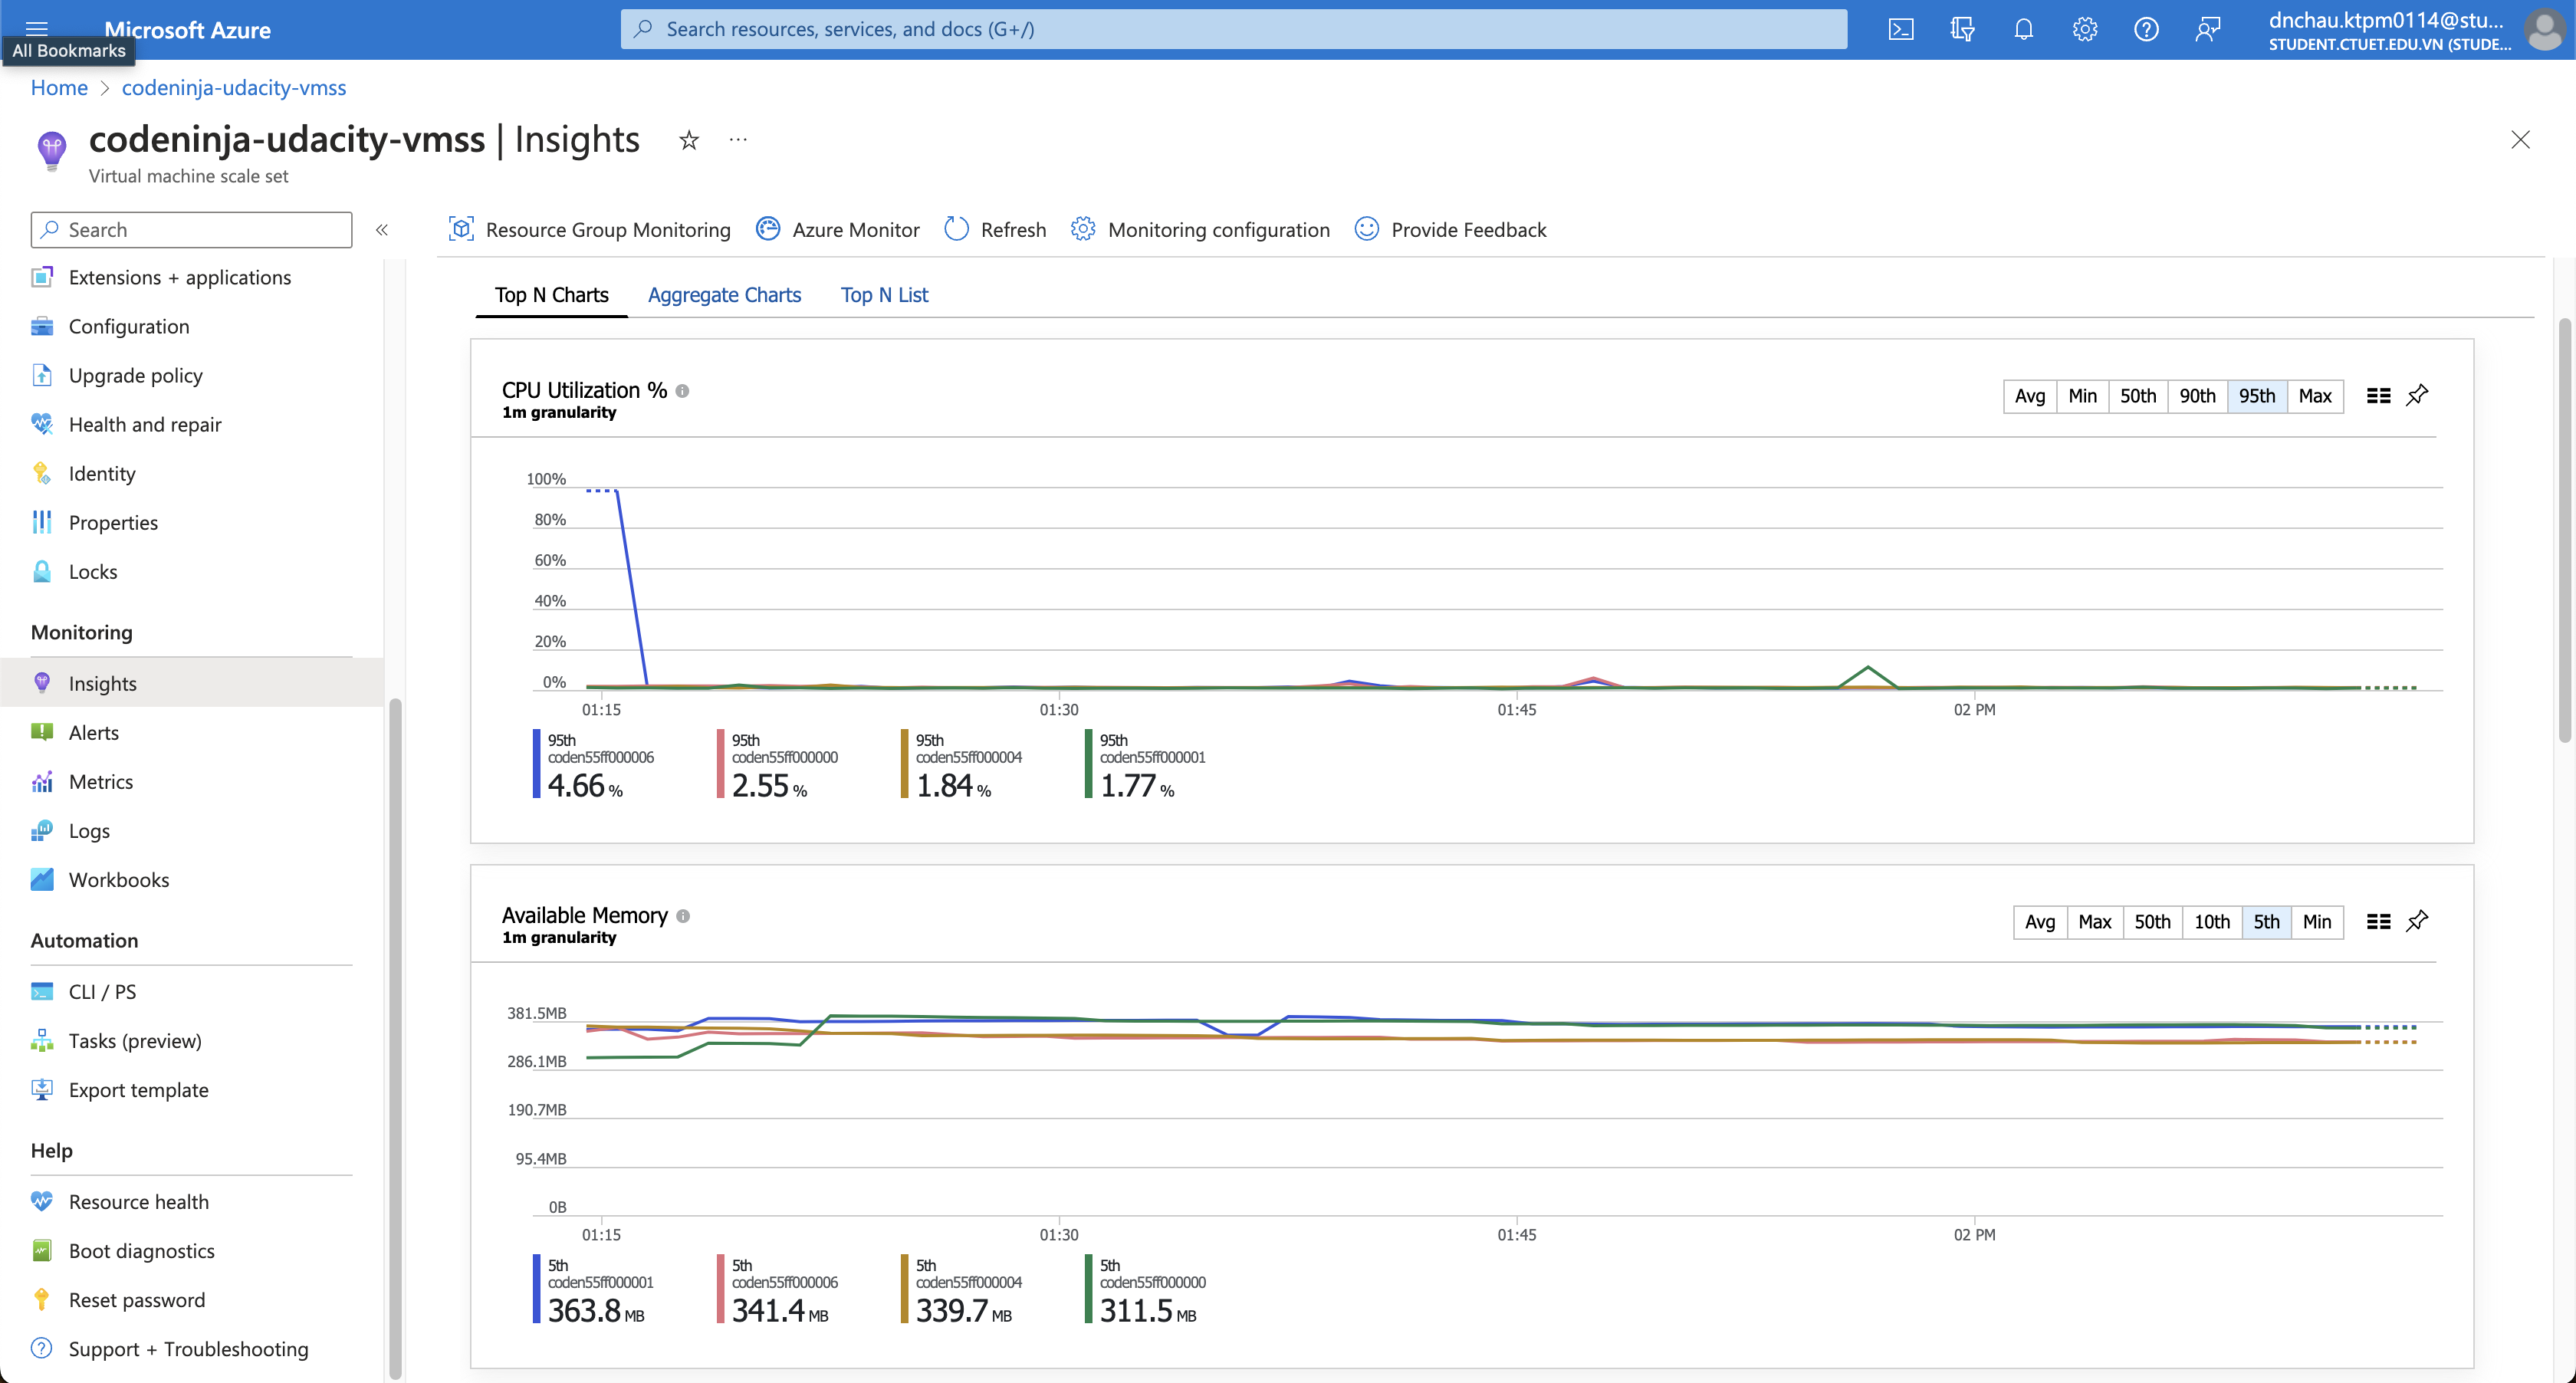 Microsoft Azure
Search resources, services, and docs (G+/)
dnchau.ktpm0114@stu...
STUDENT.CTUET.EDU.VN (STUDE...
All Bookmarks
Home > codeninja-udacity-vmss
codeninja-udacity-vmss | Insights
Virtual machine scale set
Search
Extensions + applications
Configuration
Upgrade policy
Health and repair
Identity
Properties
Locks
Monitoring
Insights
Alerts
Metrics
Logs
Workbooks
Automation
CLI / PS
Tasks (preview)
Export template
Help
Resource health
Boot diagnostics
Reset password
Support + Troubleshooting
Resource Group Monitoring Azure Monitor Refresh Monitoring configuration Provide Feedback
Top N Charts Aggregate Charts Top N List
CPU Utilization %
1m granularity
Avg Min 50th 90th 95th Max
100%
80%
60%
40%
20%
0%
01:15 01:30 01:45 02 PM
95th
coden55ff000006
4.66 %
95th
coden55ff000000
2.55 %
95th
coden55ff000004
1.84 %
95th
coden55ff000001
1.77 %
Available Memory
1m granularity
Avg Max 50th 10th 5th Min
381.5MB
286.1MB
190.7MB
95.4MB
0B
01:15 01:30 01:45 02 PM
5th
coden55ff000001
363.8 MB
5th
coden55ff000006
341.4 MB
5th
coden55ff000004
339.7 MB
5th
coden55ff000000
311.5 MB